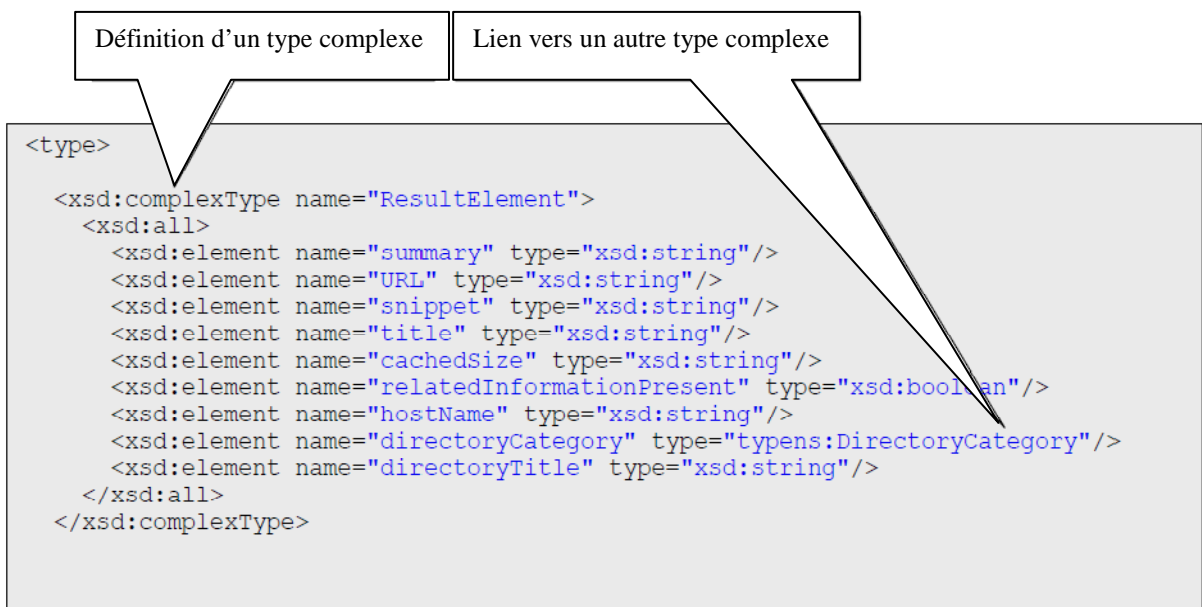 Définition d'un type complexe
Lien vers un autre type complexe
<type>
<xsd:complexType name="ResultElement">
<xsd:all>
<xsd:element name="summary" type="xsd:string"/>
<xsd:element name="URL" type="xsd:string"/>
<xsd:element name="snippet" type="xsd:string"/>
<xsd:element name="title" type="xsd:string"/>
<xsd:element name="cachedSize" type="xsd:string"/>
<xsd:element name="relatedInformationPresent" type="xsd:boolean"/>
<xsd:element name="hostName" type="xsd:string"/>
<xsd:element name="directoryCategory" type="typens:DirectoryCategory"/>
<xsd:element name="directoryTitle" type="xsd:string"/>
</xsd:all>
</xsd:complexType>